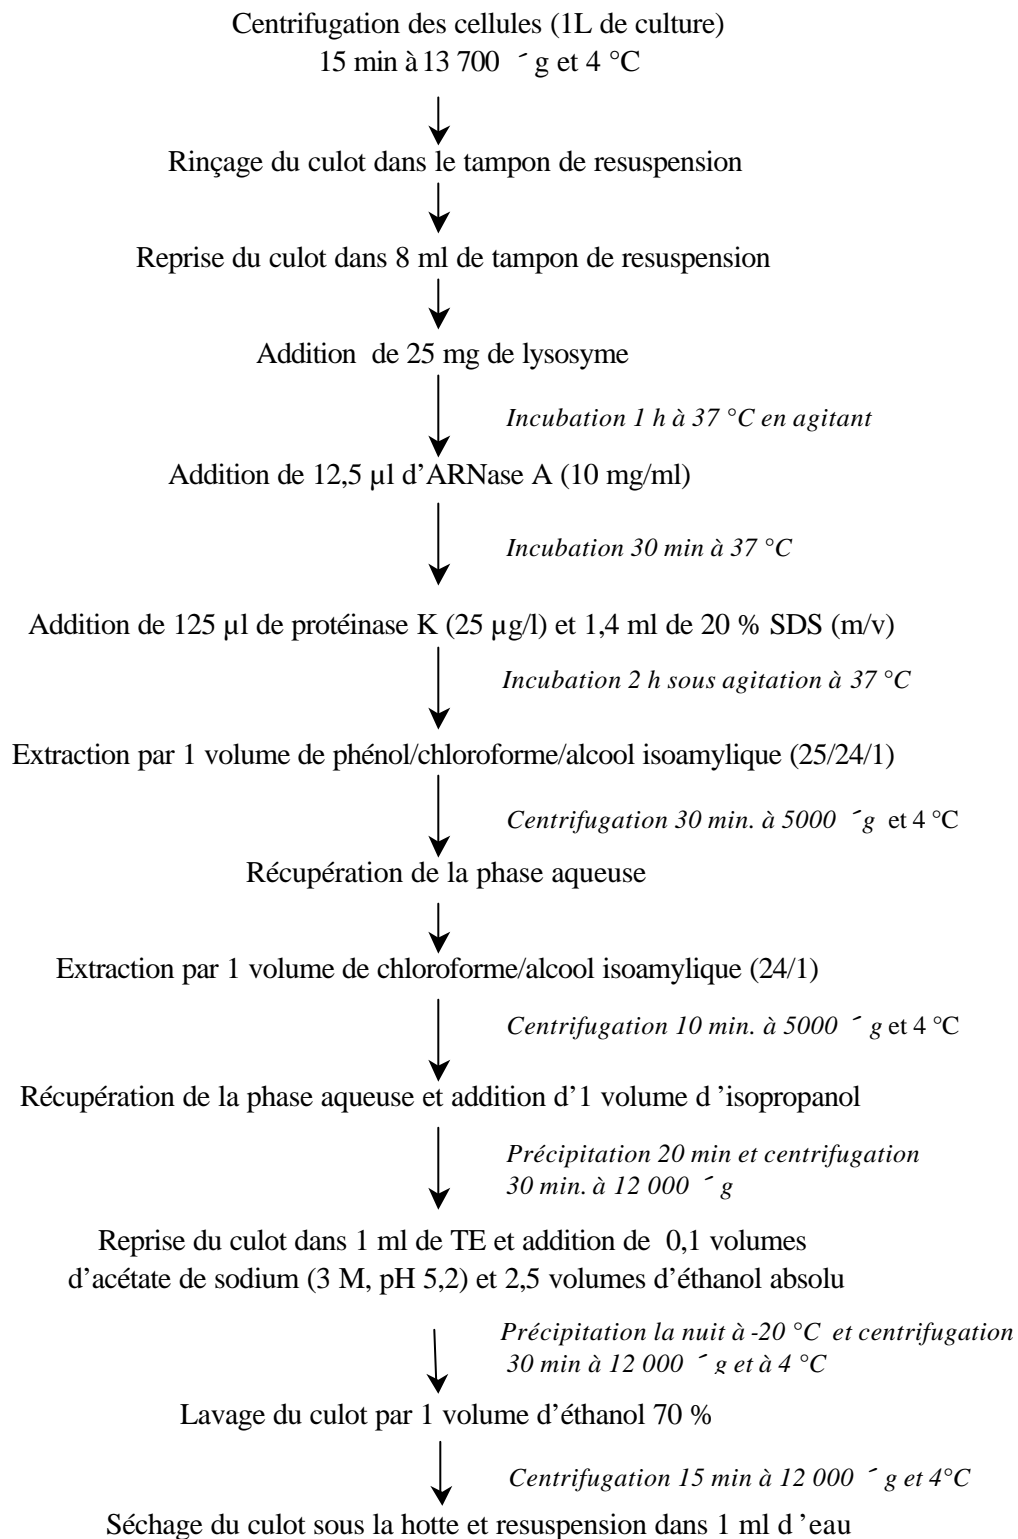 Centrifugation des cellules (1L de culture)
15 min à 13 700 ´ g et 4 °C
Rinçage du culot dans le tampon de resuspension
Reprise du culot dans 8 ml de tampon de resuspension
Addition de 25 mg de lysosyme
Incubation 1 h à 37 °C en agitant
Addition de 12,5 µl d’ARNase A (10 mg/ml)
Incubation 30 min à 37 °C
Addition de 125 µl de protéinase K (25 µg/l) et 1,4 ml de 20 % SDS (m/v)
Incubation 2 h sous agitation à 37 °C
Extraction par 1 volume de phénol/chloroforme/alcool isoamylique (25/24/1)
Centrifugation 30 min. à 5000 ´ g et 4 °C
Récupération de la phase aqueuse
Extraction par 1 volume de chloroforme/alcool isoamylique (24/1)
Centrifugation 10 min. à 5000 ´ g et 4 °C
Récupération de la phase aqueuse et addition d’1 volume d ’isopropanol
Précipitation 20 min et centrifugation
30 min. à 12 000 ´ g
Reprise du culot dans 1 ml de TE et addition de 0,1 volumes
d’acétate de sodium (3 M, pH 5,2) et 2,5 volumes d’éthanol absolu
Précipitation la nuit à -20 °C et centrifugation
30 min à 12 000 ´ g et à 4 °C
Lavage du culot par 1 volume d’éthanol 70 %
Centrifugation 15 min à 12 000 ´ g et 4°C
Séchage du culot sous la hotte et resuspension dans 1 ml d ’eau